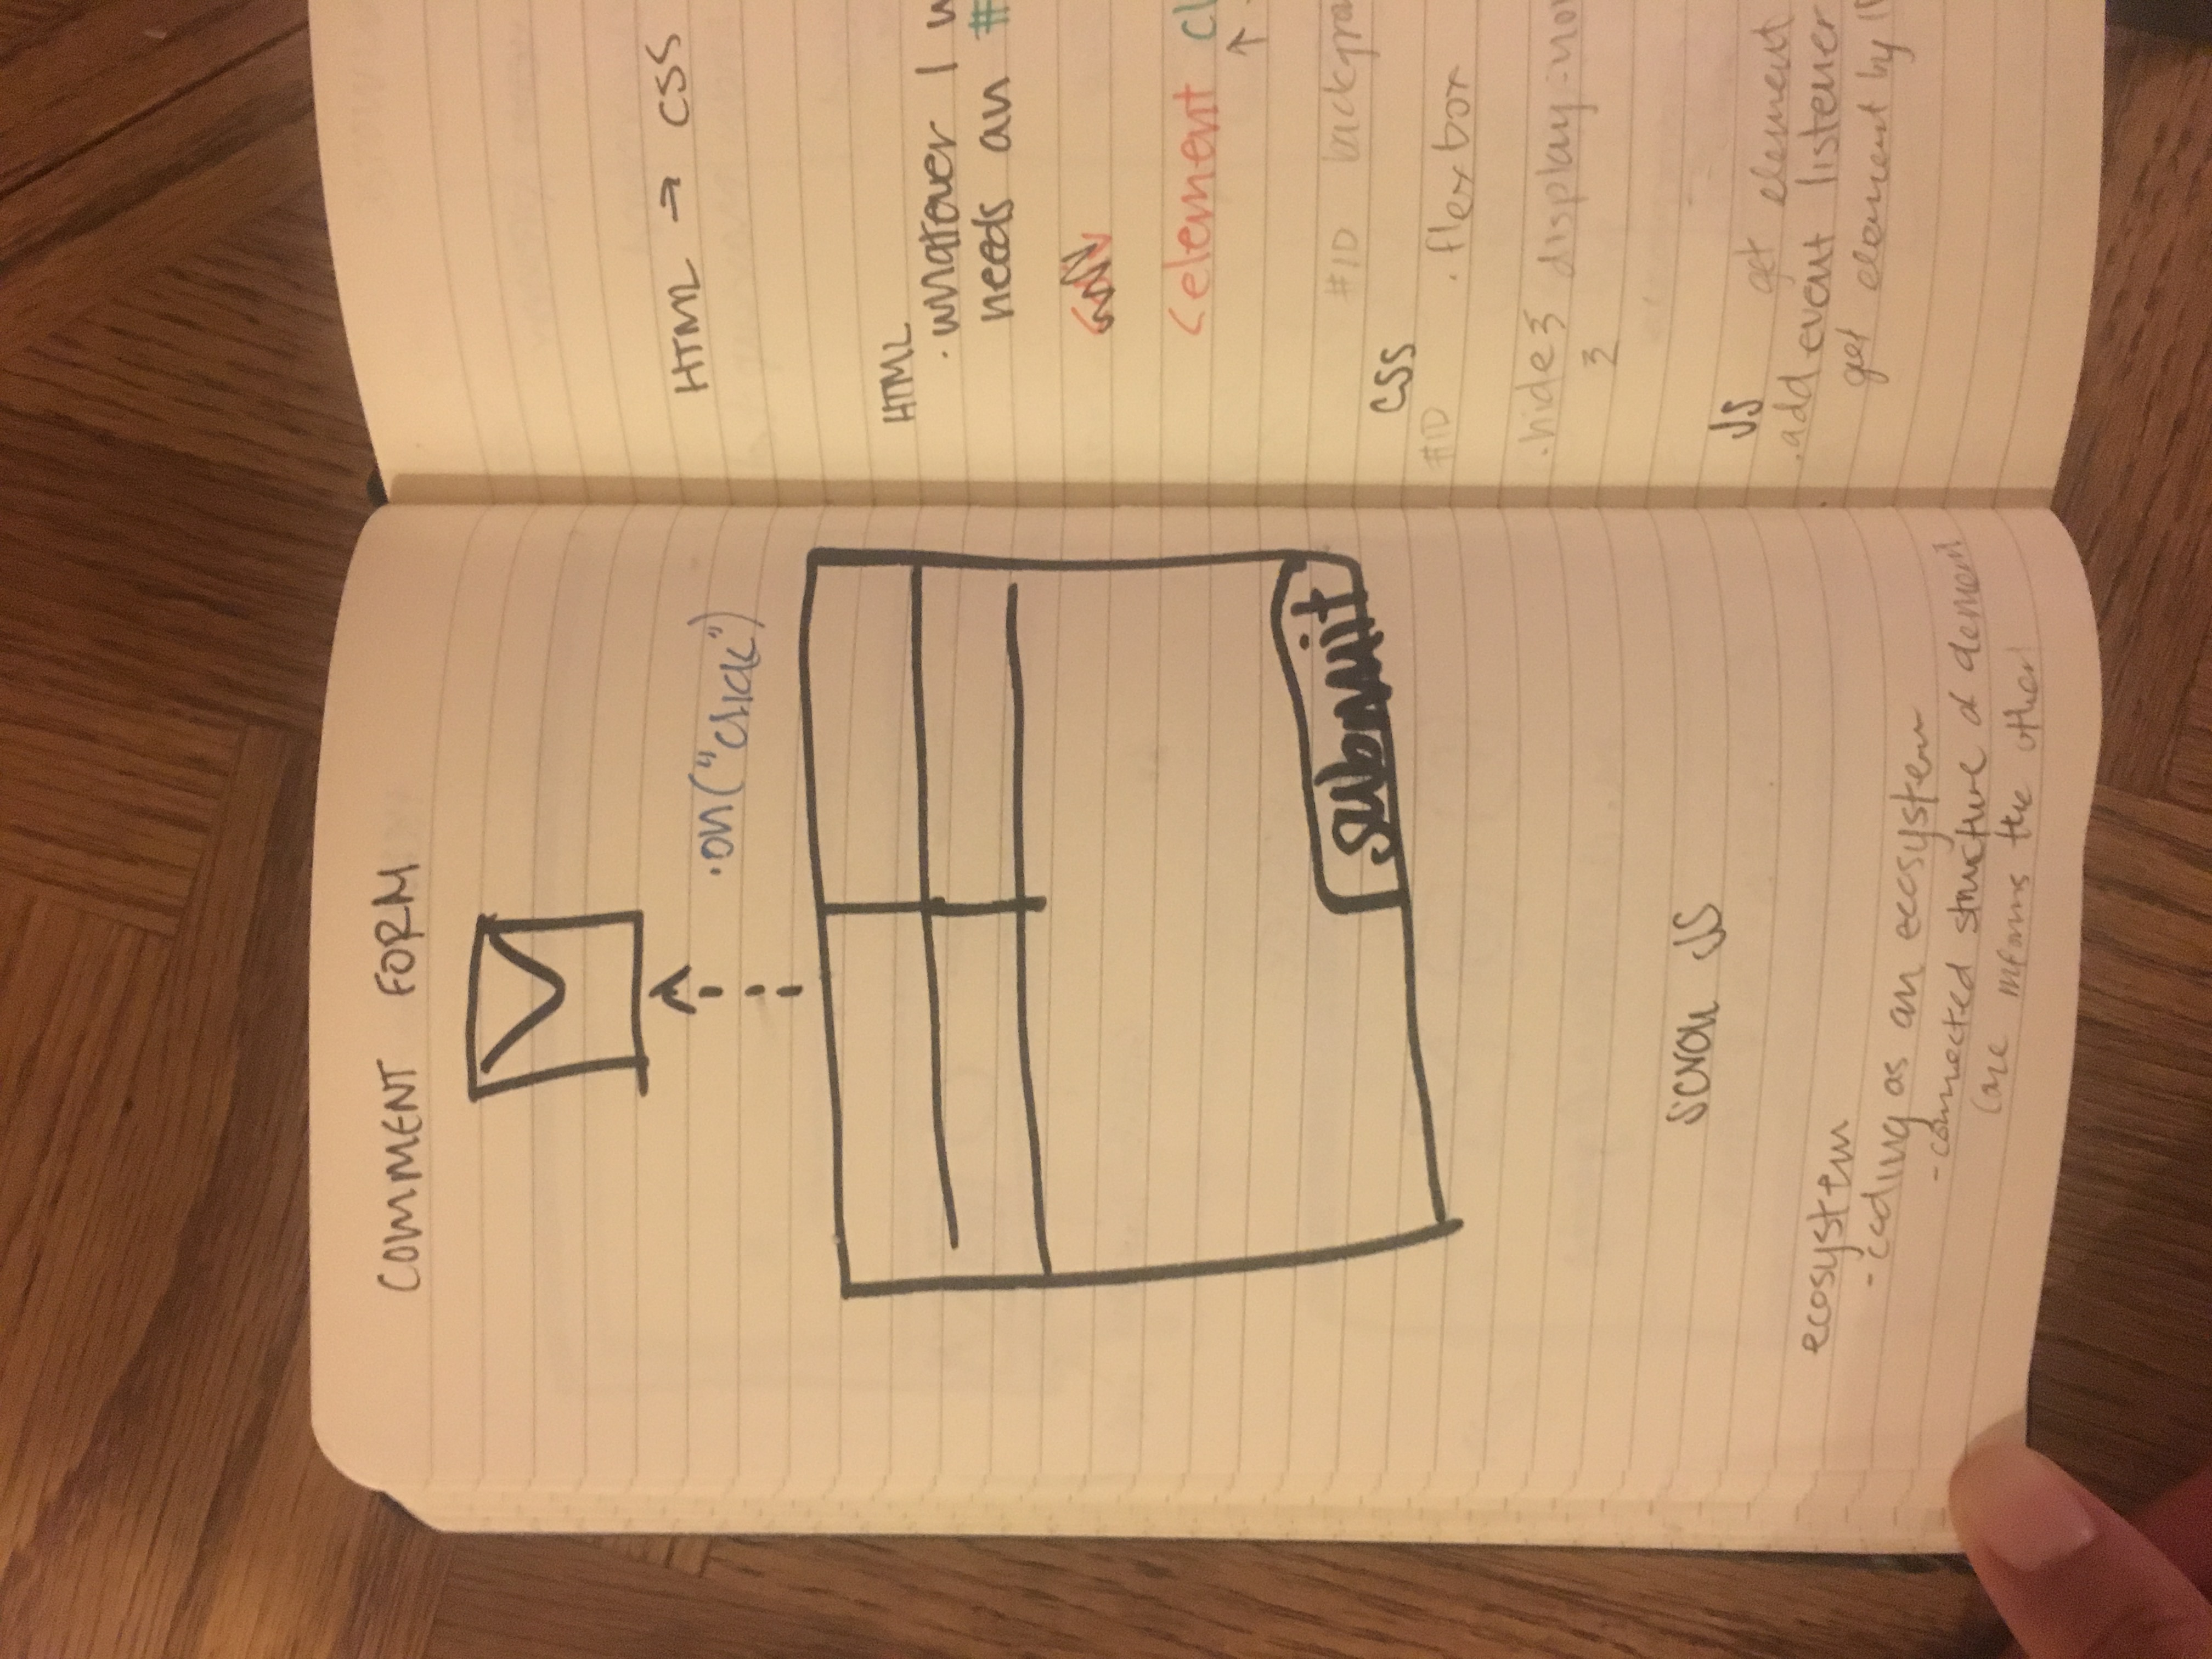 COMMENT FORM
.on("click")
submit
scroll JS
ecosystem
-coding as an ecosystem
-connected structure of
(one informs the other)
HTML → CSS
HTML
.whatever I w
needs an #
<element cl
↑
#ID backgro
CSS
#ID .flexbox
.hide { display:no
}
JS get element
.add event listener
get element by I